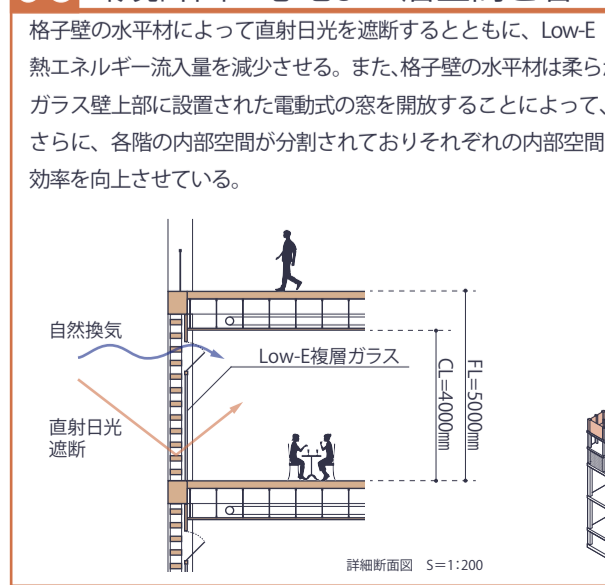 格子壁の水平材によって直射日光を遮断するとともに、Low-E
熱エネルギー流入量を減少させる。また、格子壁の水平材は柔らか
ガラス壁上部に設置された電動式の窓を開放することによって、
さらに、各階の内部空間が分割されておりそれぞれの内部空間
効率を向上させている。
自然換気
Low-E複層ガラス
直射日光
遮断
CL=4000mm
FL=5000mm
詳細断面図 S=1:200